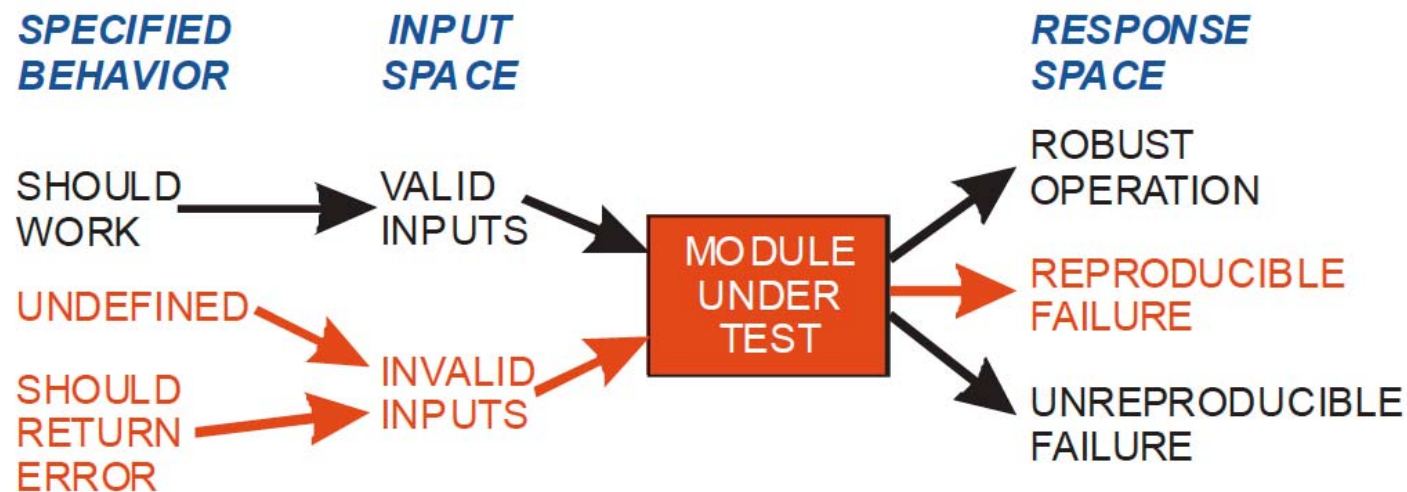 SPECIFIED
BEHAVIOR
INPUT
SPACE
RESPONSE
SPACE
SHOULD
WORK
VALID
INPUTS
MODULE
UNDER
TEST
ROBUST
OPERATION
UNDEFINED
REPRODUCIBLE
FAILURE
SHOULD
RETURN
ERROR
INVALID
INPUTS
UNREPRODUCIBLE
FAILURE